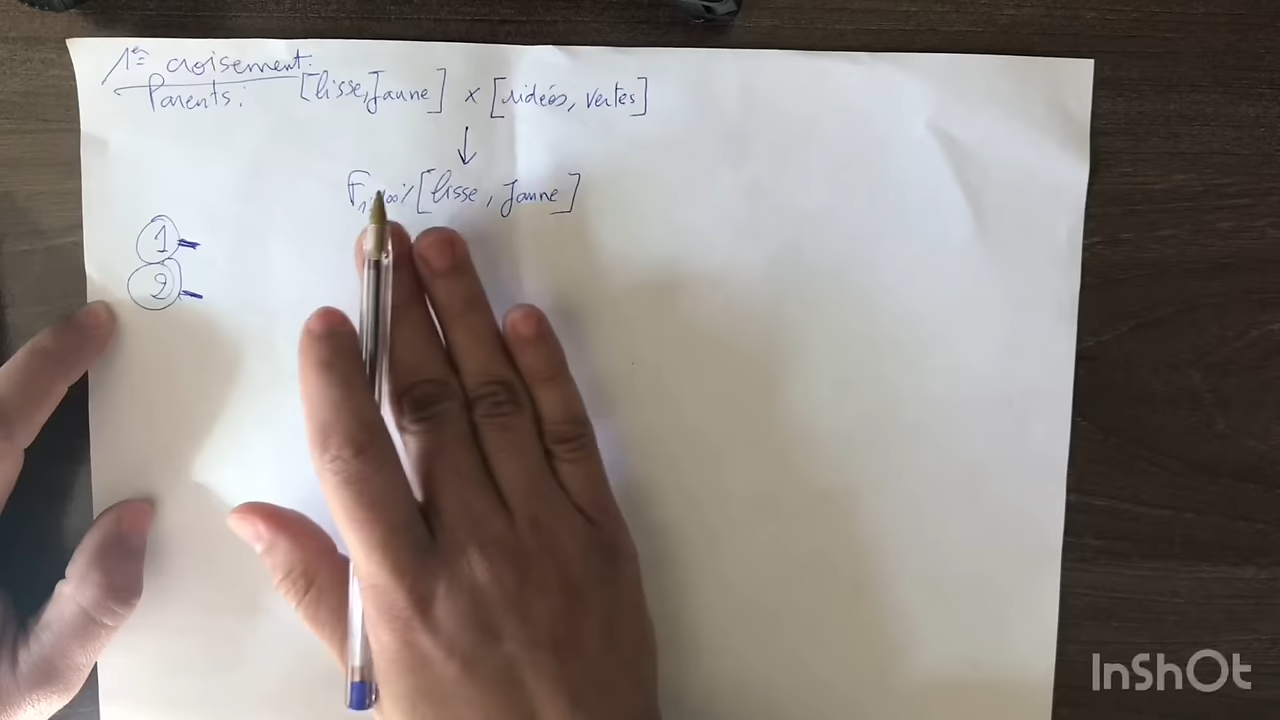 1er croisement:
Parents: [lisse, Jaune] x [ridées, vertes]
↓
F1 100% [lisse, Jaune]
1
2
InShOt